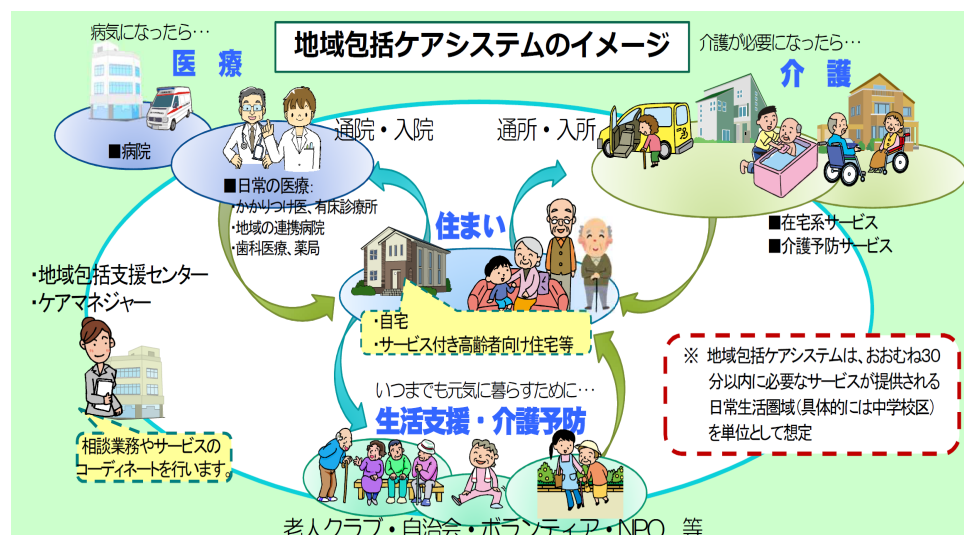 地域包括ケアシステムのイメージ
病気になったら…
医 療
介護が必要になったら…
介 護
■病院
通院・入院
通所・入所
■日常の医療:
・かかりつけ医、有床診療所
・地域の連携病院
・歯科医療、薬局
住まい
■在宅系サービス
■介護予防サービス
・地域包括支援センター
・ケアマネジャー
・自宅
・サービス付き高齢者向け住宅等
相談業務やサービスの
コーディネートを行います。
いつまでも元気に暮らすために…
生活支援・介護予防
※ 地域包括ケアシステムは、おおむね30
分以内に必要なサービスが提供される
日常生活圏域(具体的には中学校区)
を単位として想定
老人クラブ・自治会・ボランティア・NPO 等